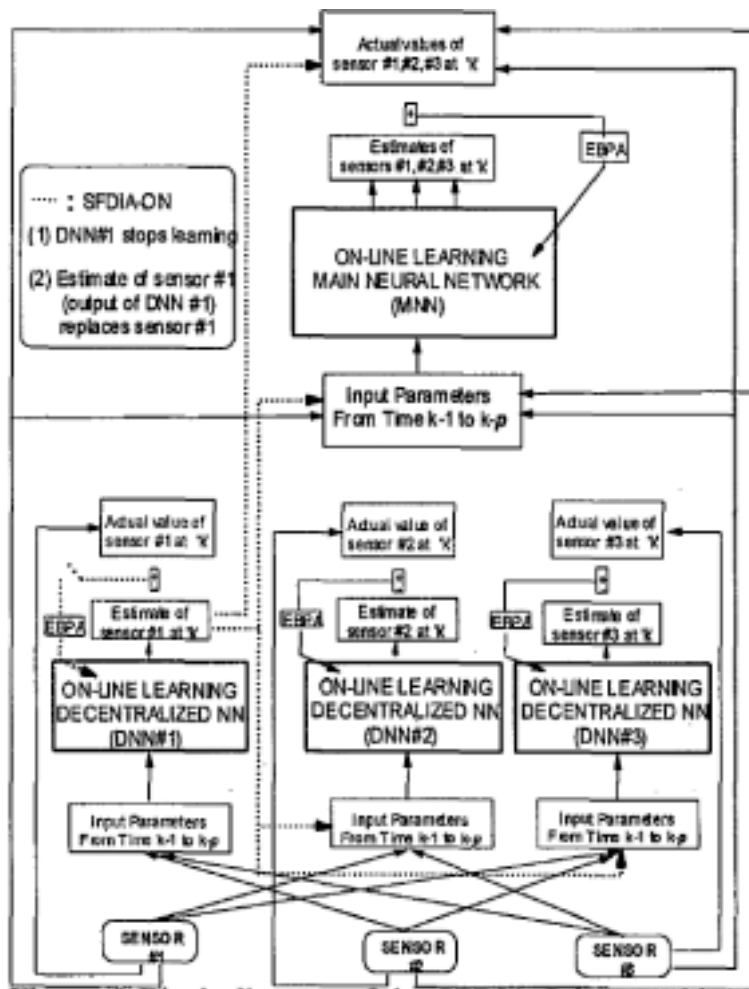 Actual values of
sensor #1,#2,#3 at 'k'
Estimates of
sensors #1,#2,#3 at 'k'
EBPA
: SFDIA-ON
(1) DNN#1 stops learning
(2) Estimate of sensor #1
(output of DNN #1)
replaces sensor #1
ON-LINE LEARNING
MAIN NEURAL NETWORK
(MNN)
Input Parameters
From Time k-1 to k-p
Actual value of
sensor #1 at 'k'
Actual value of
sensor #2 at 'k'
Actual value of
sensor #3 at 'k'
EBPA
Estimate of
sensor #1 at 'k'
EBPA
Estimate of
sensor #2 at 'k'
EBPA
Estimate of
sensor #3 at 'k'
ON-LINE LEARNING
DECENTRALIZED NN
(DNN#1)
ON-LINE LEARNING
DECENTRALIZED NN
(DNN#2)
ON-LINE LEARNING
DECENTRALIZED NN
(DNN#3)
Input Parameters
From Time k-1 to k-p
Input Parameters
From Time k-1 to k-p
Input Parameters
From Time k-1 to k-p
SENSOR
#1
SENSOR
#2
SENSOR